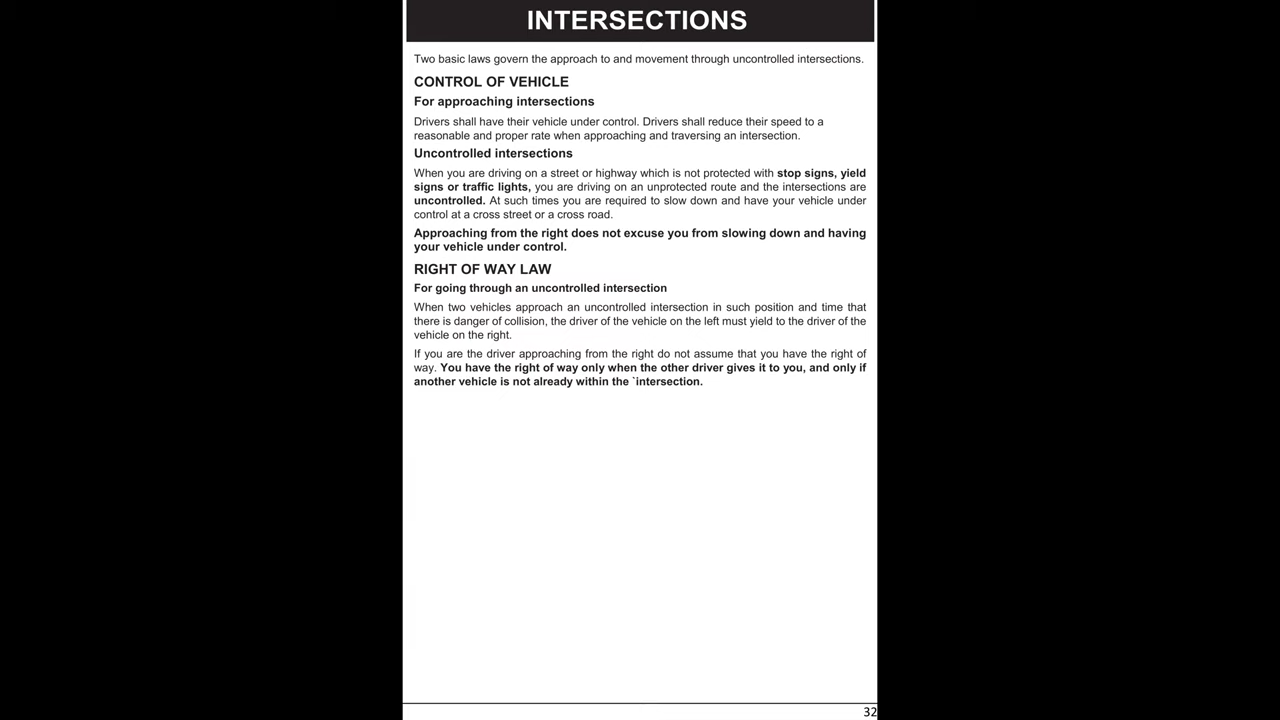 INTERSECTIONS
Two basic laws govern the approach to and movement through uncontrolled intersections.
CONTROL OF VEHICLE
For approaching intersections
Drivers shall have their vehicle under control. Drivers shall reduce their speed to a
reasonable and proper rate when approaching and traversing an intersection.
Uncontrolled intersections
When you are driving on a street or highway which is not protected with stop signs, yield
signs or traffic lights, you are driving on an unprotected route and the intersections are
uncontrolled. At such times you are required to slow down and have your vehicle under
control at a cross street or a cross road.
Approaching from the right does not excuse you from slowing down and having
your vehicle under control.
RIGHT OF WAY LAW
For going through an uncontrolled intersection
When two vehicles approach an uncontrolled intersection in such position and time that
there is danger of collision, the driver of the vehicle on the left must yield to the driver of the
vehicle on the right.
If you are the driver approaching from the right do not assume that you have the right of
way. You have the right of way only when the other driver gives it to you, and only if
another vehicle is not already within the `intersection.
32